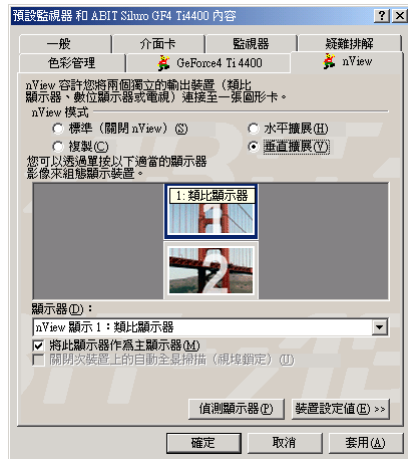 預設監視器 和 ABIT Siluro GF4 Ti4400 內容
一般
介面卡
監視器
疑難排解
色彩管理
GeForce4 Ti 4400
nView
nView 容許您將兩個獨立的輸出裝置（類比
顯示器、數位顯示器或電視）連接至一張圖形卡。
nView 模式
標準（關閉 nView）(S)
水平擴展(H)
複製(C)
垂直擴展(V)
您可以透過單按以下適當的顯示器
影像來組態顯示裝置。
1: 類比顯示器
1
2
顯示器(D)：
nView 顯示 1：類比顯示器
將此顯示器作為主顯示器(M)
關閉次裝置上的自動全景掃描（視埠鎖定）(U)
偵測顯示器(P)
裝置設定值(E) >>
確定
取消
套用(A)